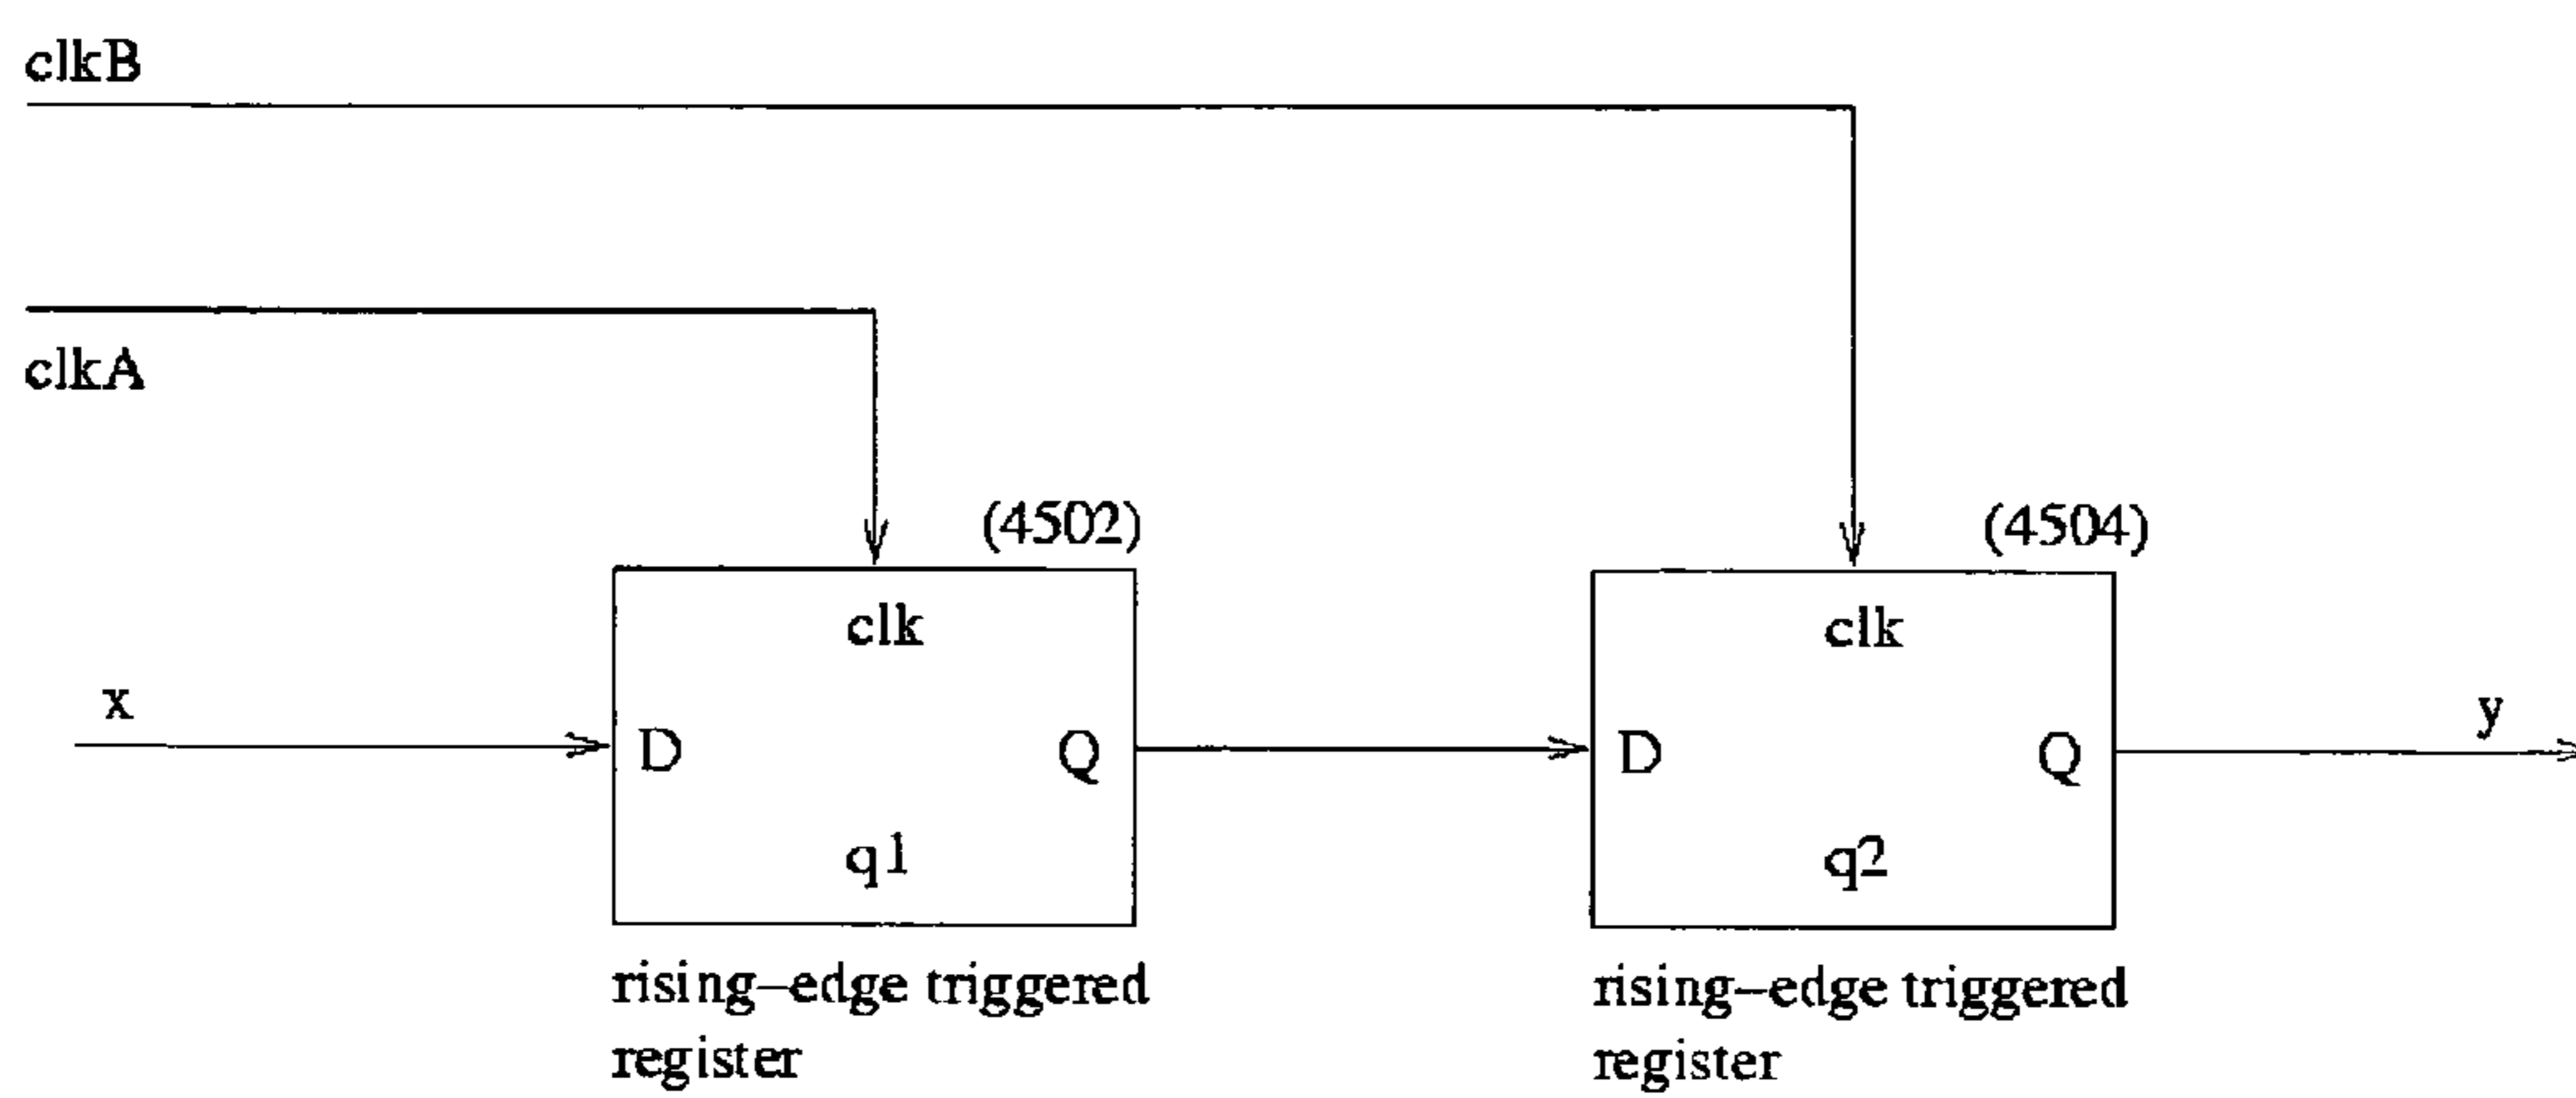 clkB
clkA
(4502)
(4504)
clk
clk
x
D
Q
D
Q
y
q1
q2
rising-edge triggered
register
rising-edge triggered
register